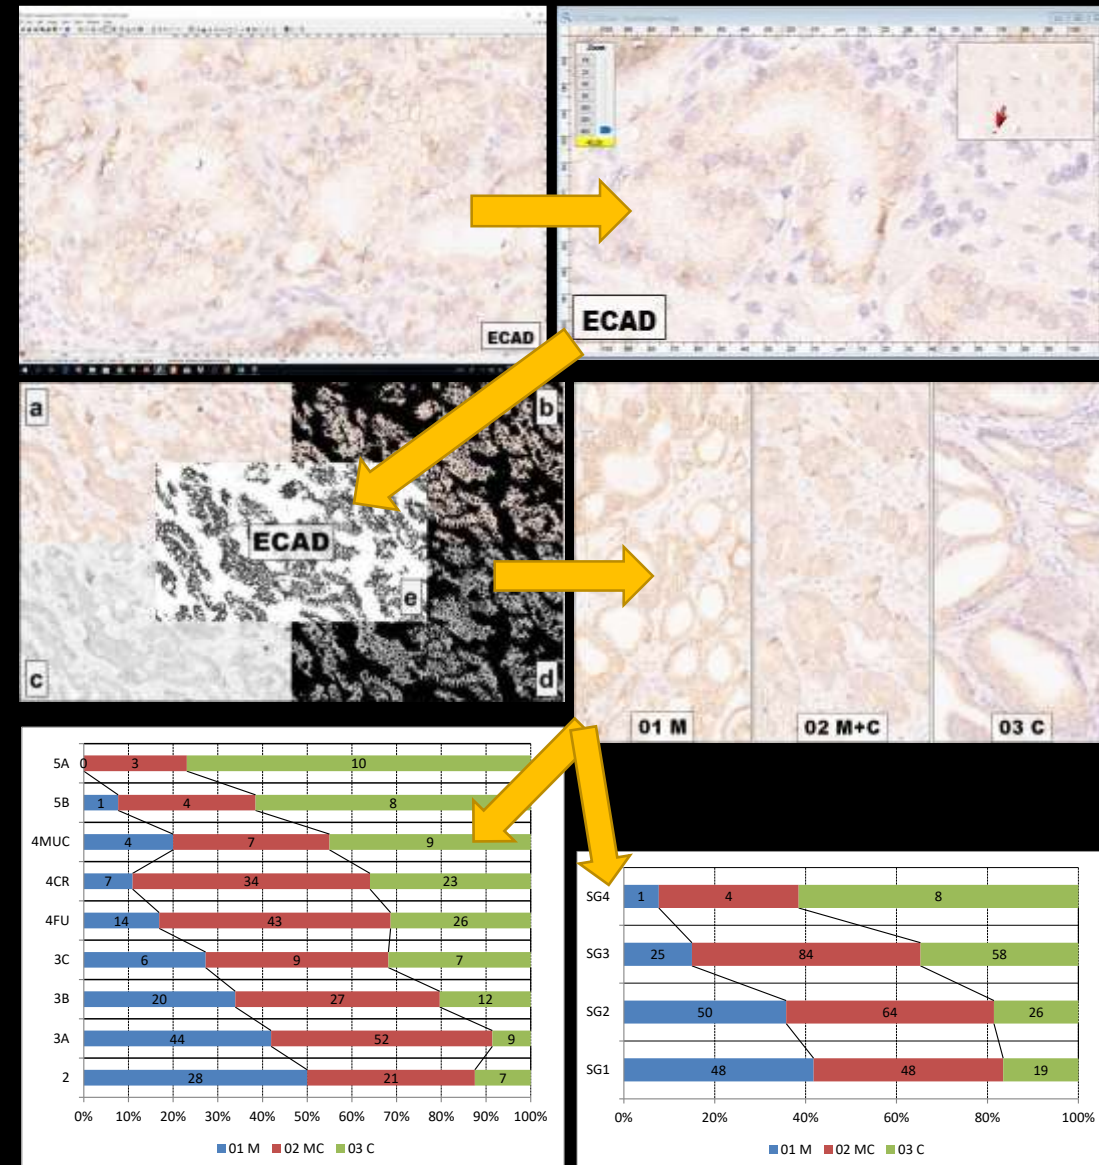 Zoom
ECAD
ECAD
a
b
ECAD
e
c
d
01 M
02 M+C
03 C
5A 0 3 10
5B 1 4 8
4MUC 4 7 9
4CR 7 34 23
4FU 14 43 26
3C 6 9 7
3B 20 27 12
3A 44 52 9
2 28 21 7
0% 10% 20% 30% 40% 50% 60% 70% 80% 90% 100%
01 M 02 MC 03 C
SG4 1 4 8
SG3 25 84 58
SG2 50 64 26
SG1 48 48 19
0% 20% 40% 60% 80% 100%
01 M 02 MC 03 C